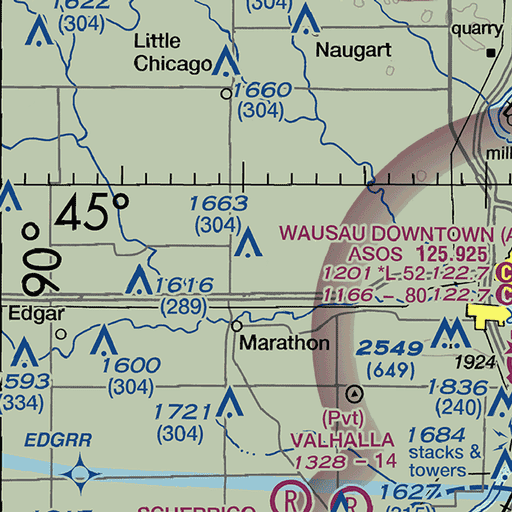 1622
(304)
(304)
Little
Chicago
Naugart
quarry
1660
(304)
mill
45°
90°
1663
(304)
WAUSAU DOWNTOWN (A
ASOS 125.925
1201 *L 52 122.7 C
1166 - 80 122.7 C
1616
(289)
Edgar
Marathon
2549
(649)
1924
593
(334)
1600
(304)
1721
(304)
1836
(240)
(Pvt)
VALHALLA
1328 - 14
1684
stacks &
towers
EDGRR
1627
R
R